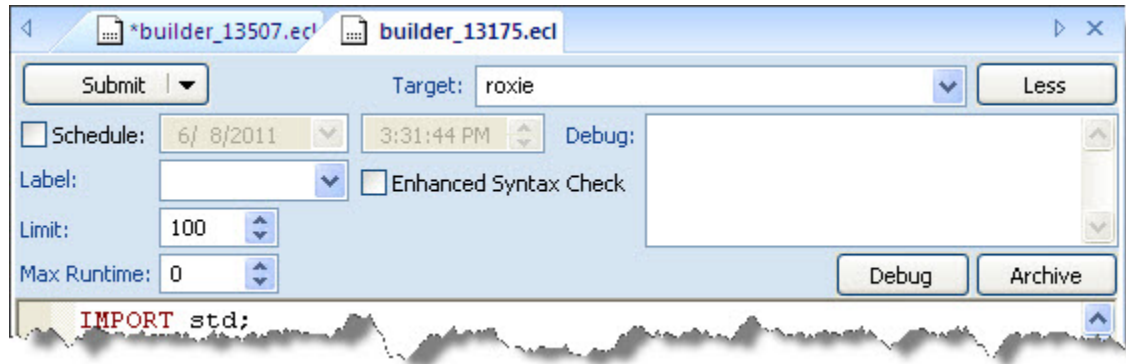 *builder_13507.ecl builder_13175.ecl
Submit Target: roxie Less
Schedule: 6/ 8/2011 3:31:44 PM Debug:
Label: Enhanced Syntax Check
Limit: 100
Max Runtime: 0 Debug Archive
IMPORT std;